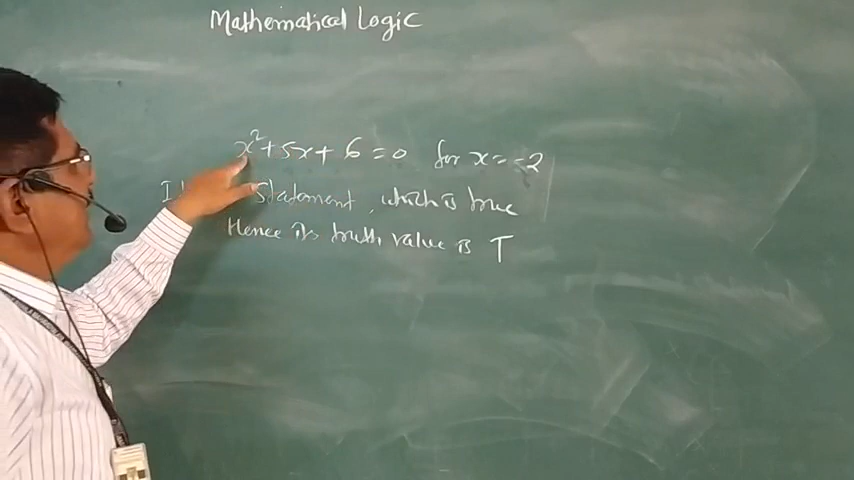 Mathematical Logic
x²+5x+6=0 for x=-2
statement, which is true
Hence its truth value is T